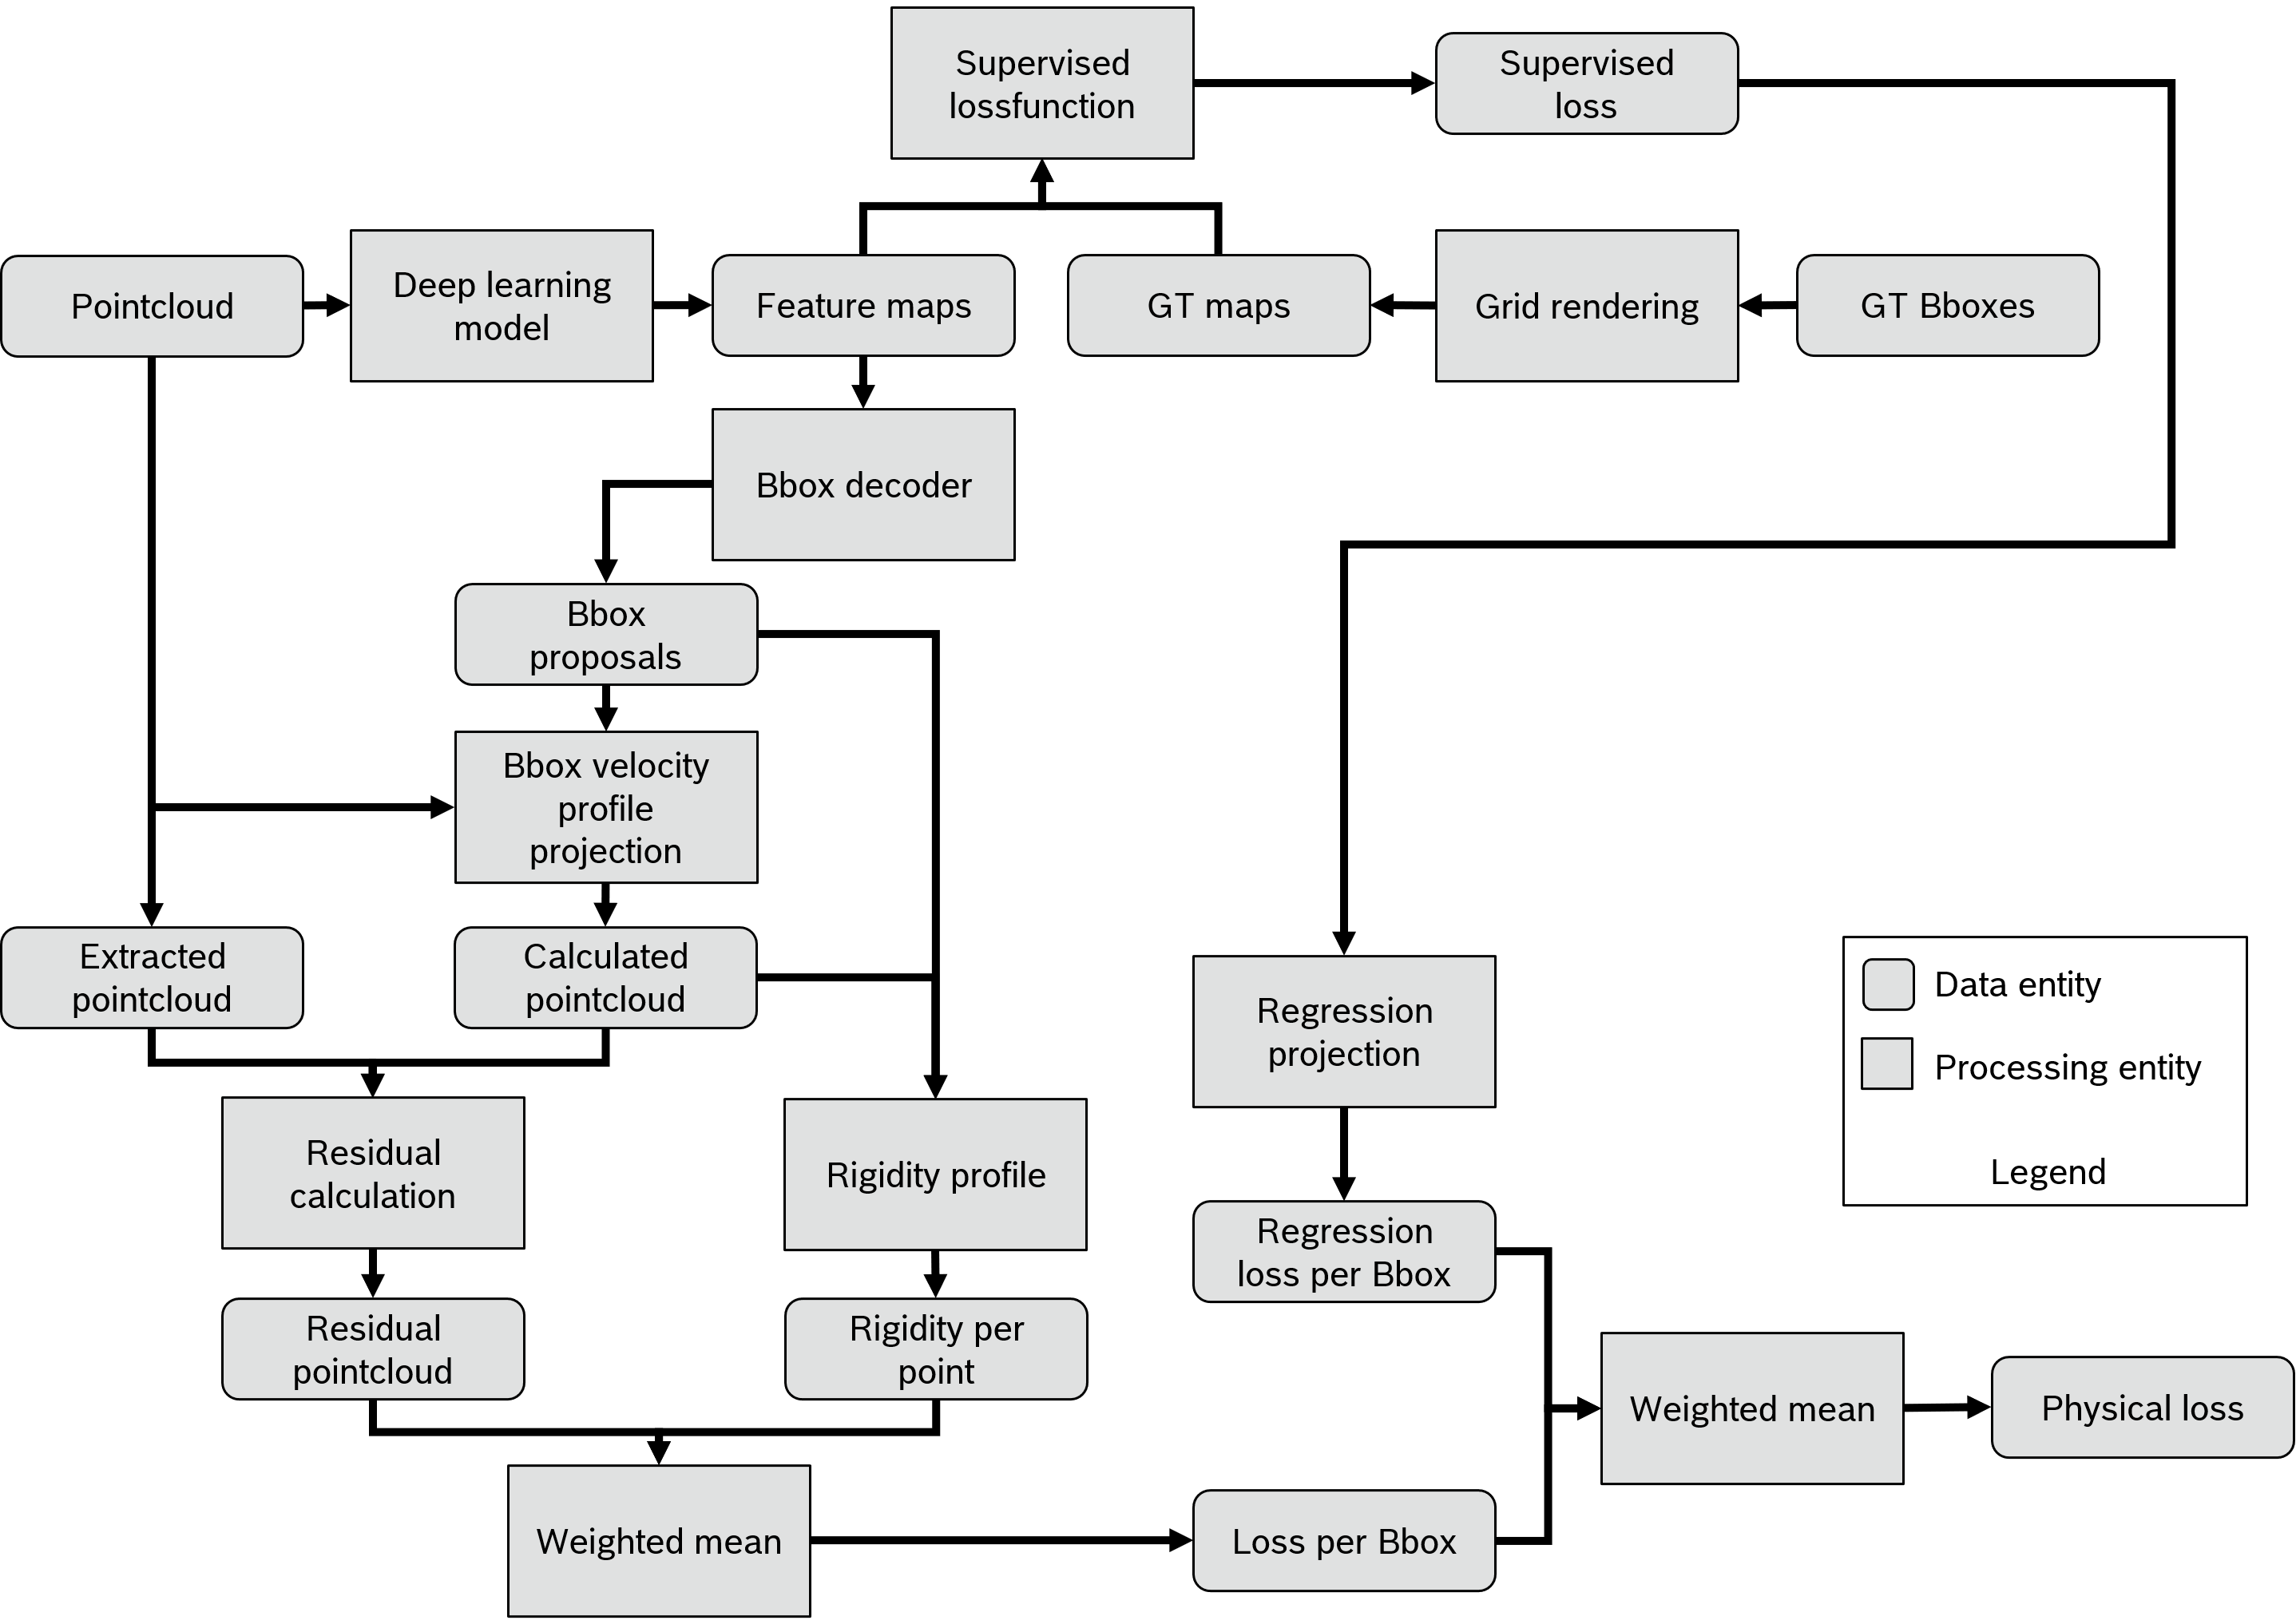 Supervised
lossfunction
Supervised
loss
Pointcloud
Deep learning
model
Feature maps
GT maps
Grid rendering
GT Bboxes
Bbox decoder
Bbox
proposals
Bbox velocity
profile
projection
Extracted
pointcloud
Calculated
pointcloud
Regression
projection
Data entity
Processing entity
Legend
Residual
calculation
Rigidity profile
Regression
loss per Bbox
Residual
pointcloud
Rigidity per
point
Weighted mean
Physical loss
Weighted mean
Loss per Bbox